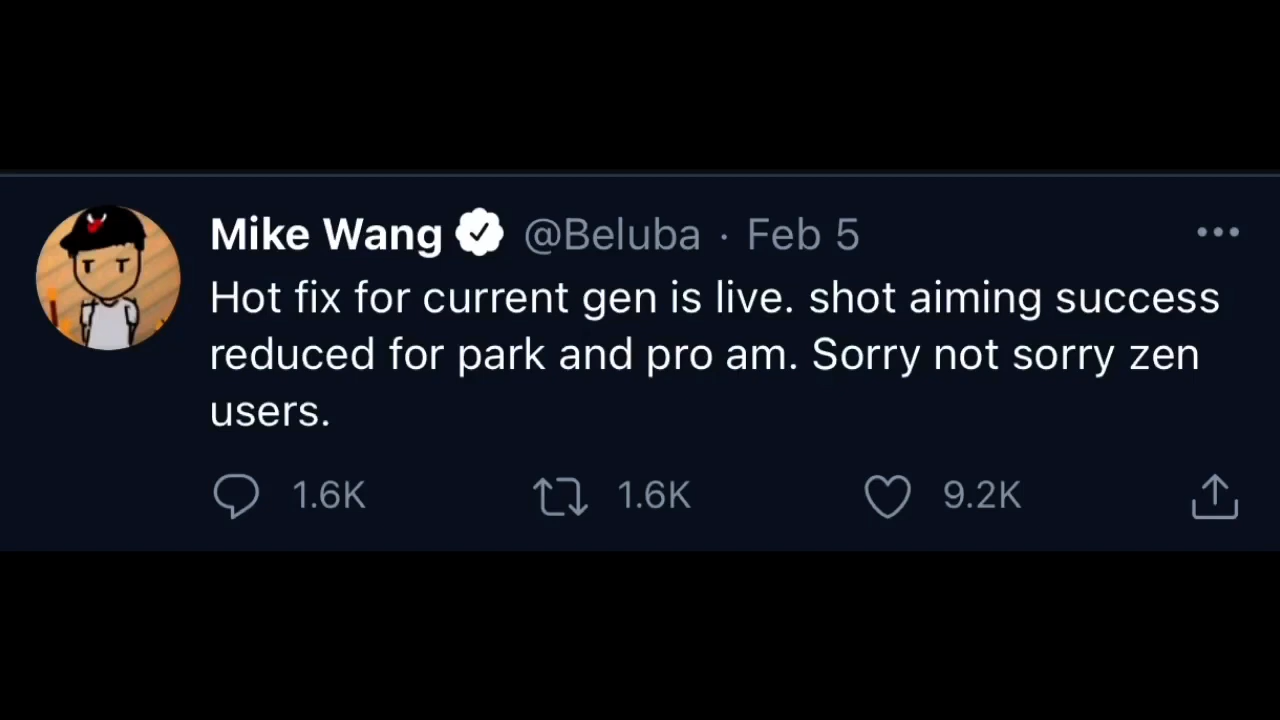 Mike Wang @Beluba · Feb 5
Hot fix for current gen is live. shot aiming success
reduced for park and pro am. Sorry not sorry zen
users.
1.6K 1.6K 9.2K